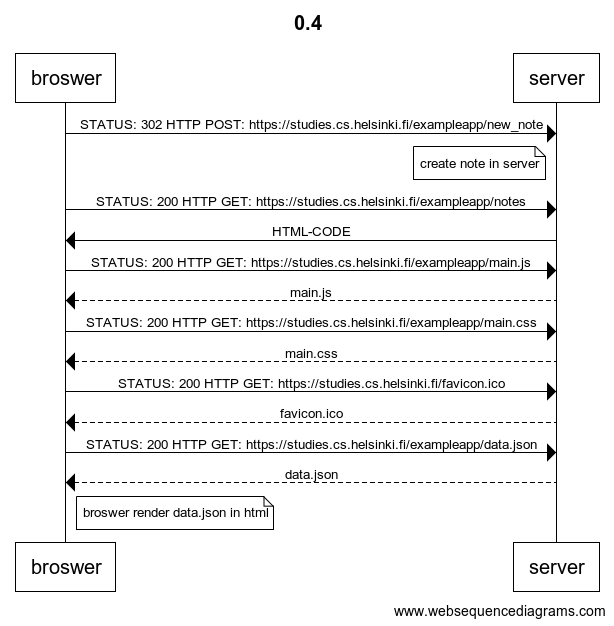 0.4
broswer
server
STATUS: 302 HTTP POST: https://studies.cs.helsinki.fi/exampleapp/new_note
create note in server
STATUS: 200 HTTP GET: https://studies.cs.helsinki.fi/exampleapp/notes
HTML-CODE
STATUS: 200 HTTP GET: https://studies.cs.helsinki.fi/exampleapp/main.js
main.js
STATUS: 200 HTTP GET: https://studies.cs.helsinki.fi/exampleapp/main.css
main.css
STATUS: 200 HTTP GET: https://studies.cs.helsinki.fi/favicon.ico
favicon.ico
STATUS: 200 HTTP GET: https://studies.cs.helsinki.fi/exampleapp/data.json
data.json
broswer render data.json in html
broswer
server
www.websequencediagrams.com